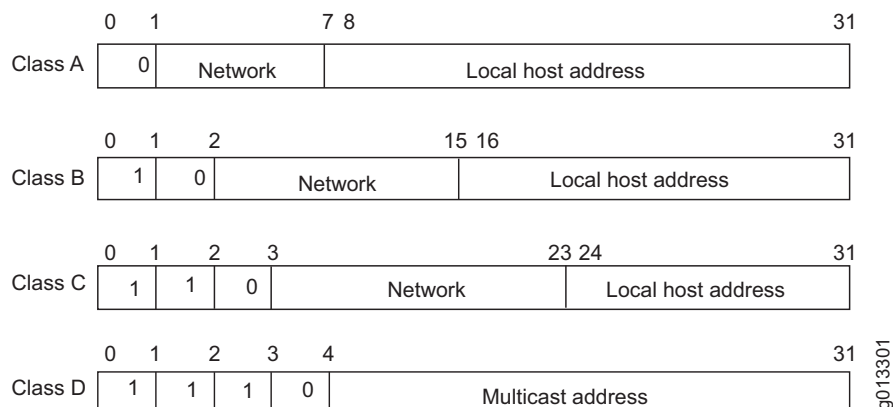 0 1 7 8 31
Class A 0 Network Local host address
0 1 2 15 16 31
Class B 1 0 Network Local host address
0 1 2 3 23 24 31
Class C 1 1 0 Network Local host address
0 1 2 3 4 31
Class D 1 1 1 0 Multicast address
g013301